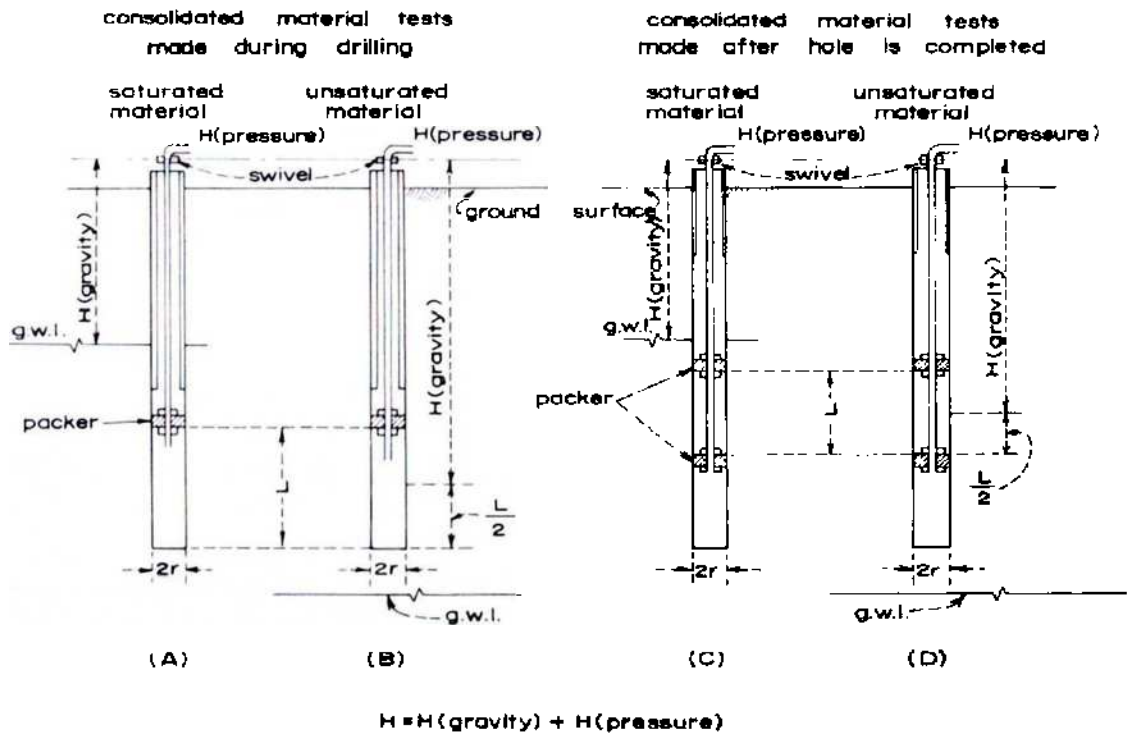 consolidated material tests
made during drilling
saturated
material
unsaturated
material
H(pressure)
H(pressure)
swivel
ground
H(gravity)
g.w.l.
H(gravity)
packer
L
L
2
2r
2r
g.w.l.
(A)
(B)
consolidated material tests
made after hole is completed
saturated
material
unsaturated
material
H(pressure)
H(pressure)
swivel
surface
H(gravity)
g.w.l.
H(gravity)
packer
L
L
2
2r
2r
g.w.l.
(C)
(D)
H = H(gravity) + H(pressure)